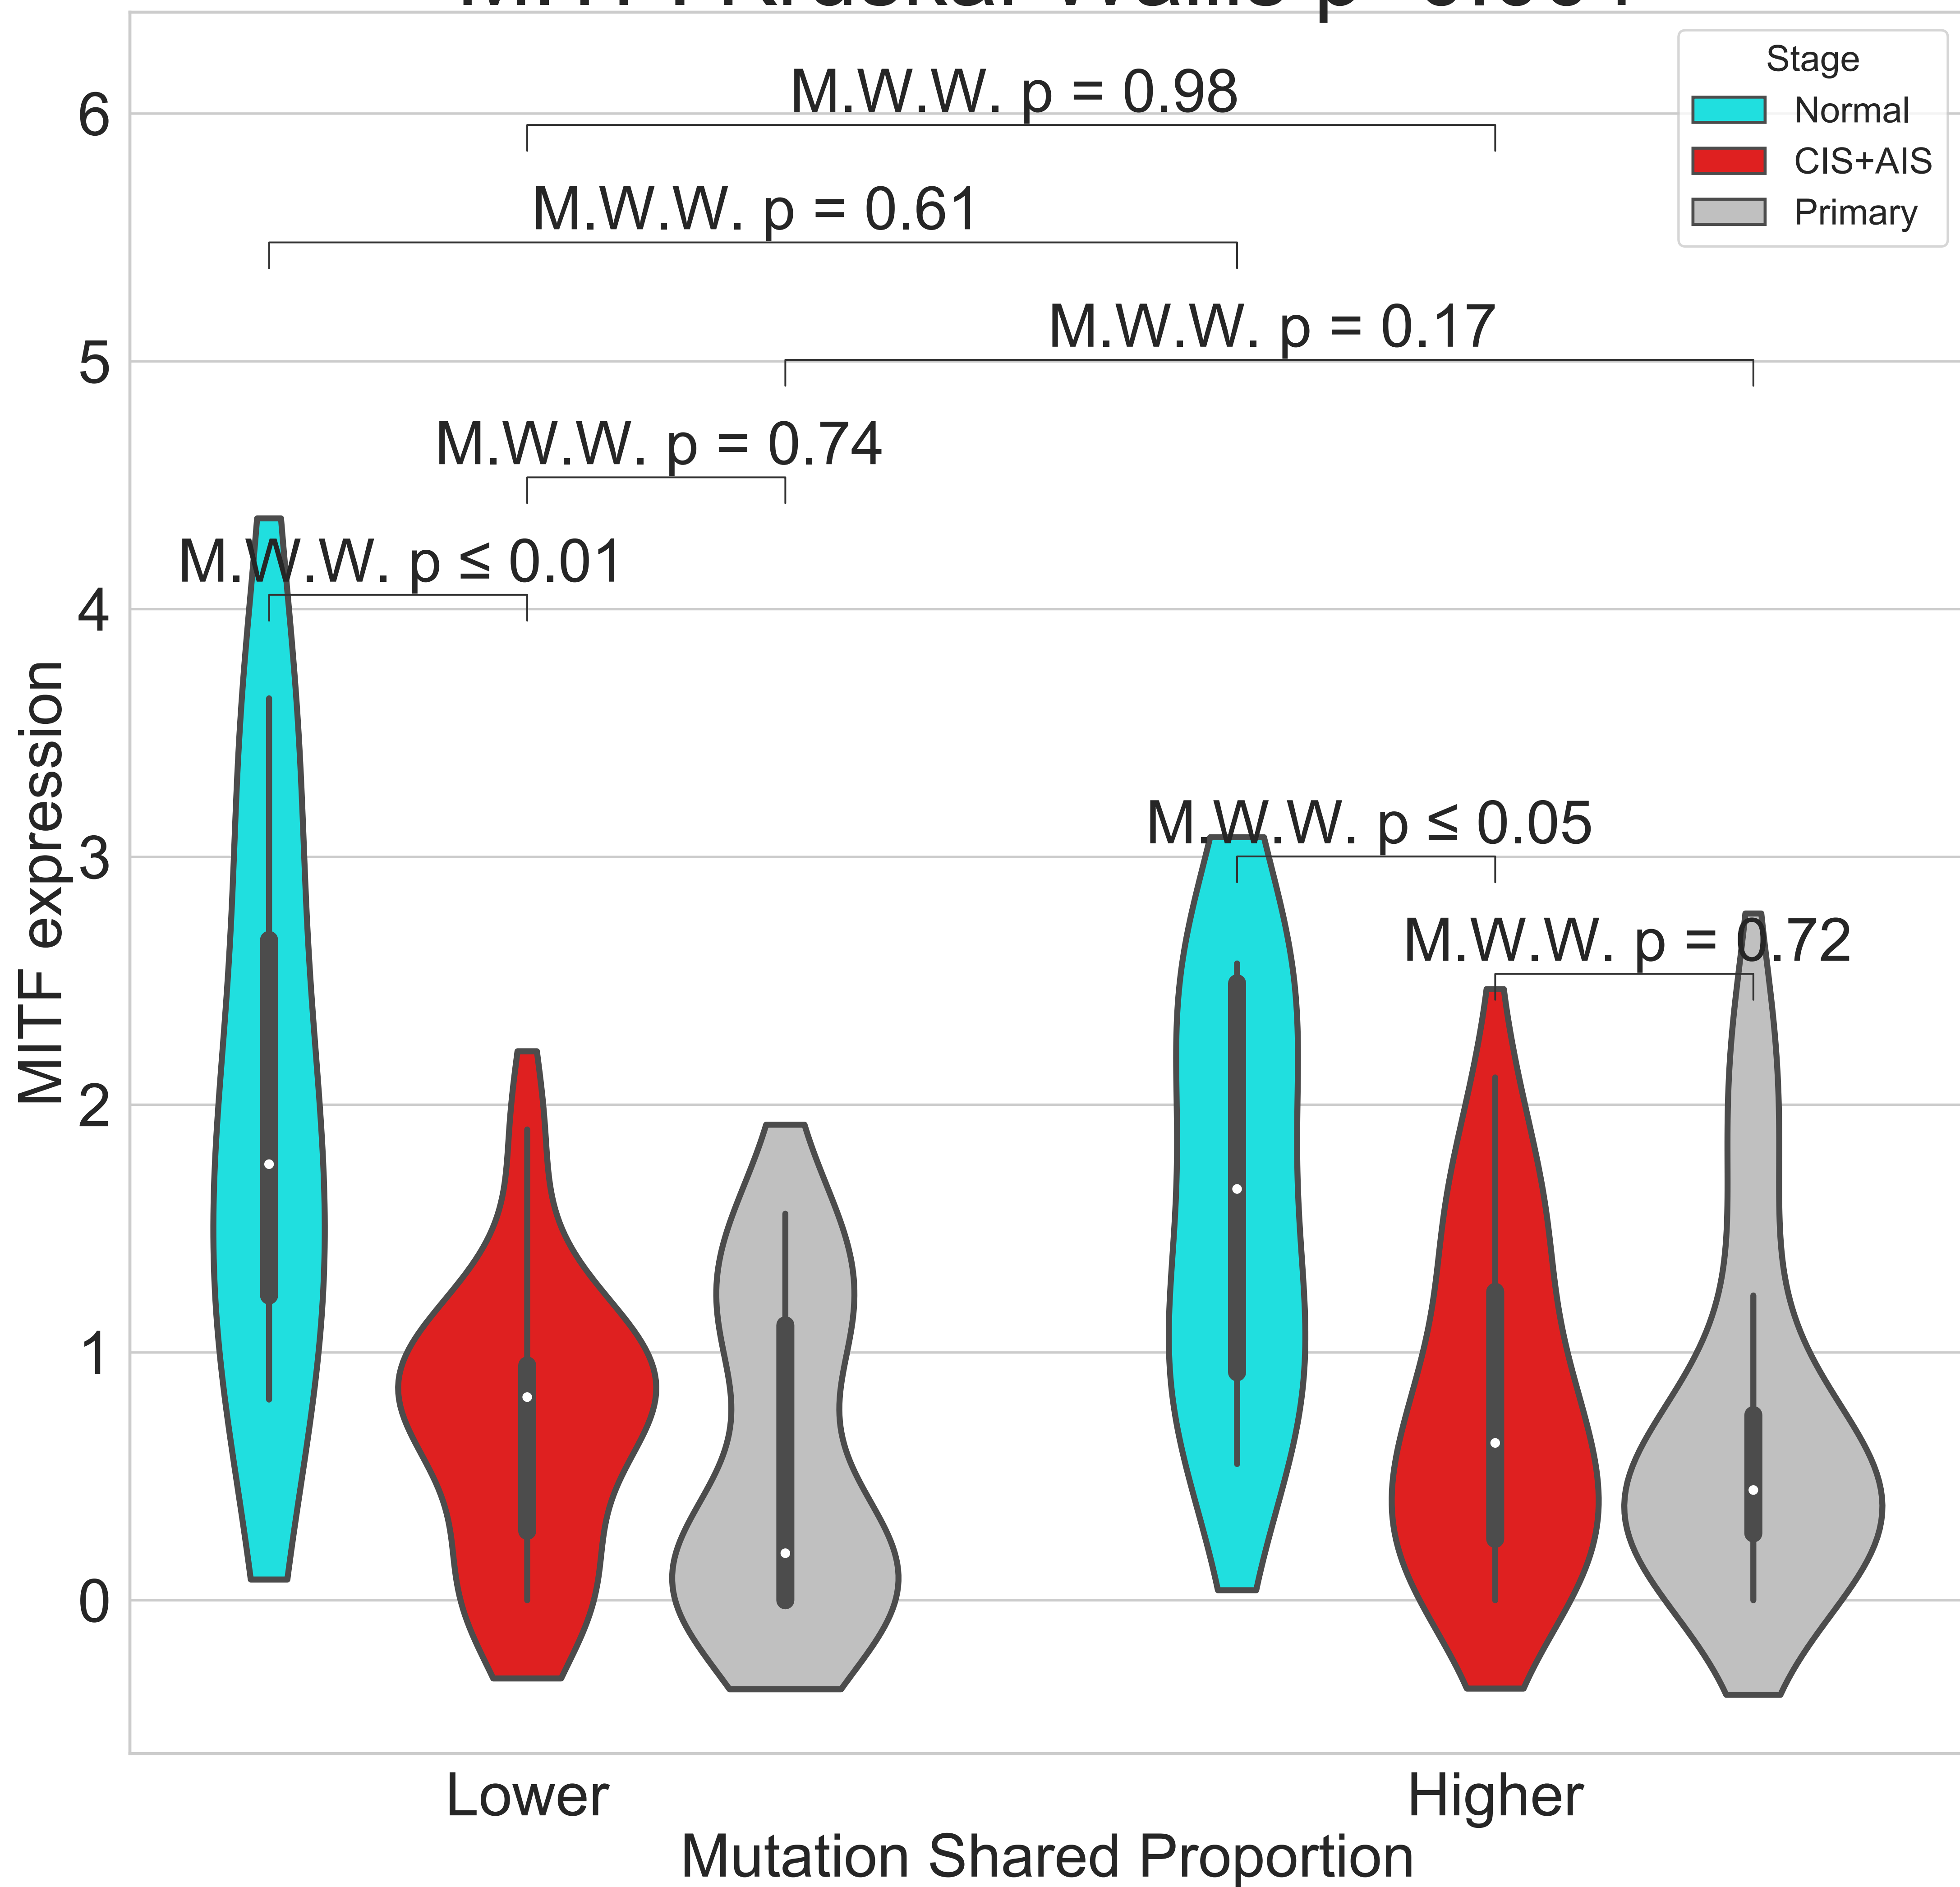 Stage
Normal
CIS+AIS
Primary
M.W.W. p = 0.98
M.W.W. p = 0.61
M.W.W. p = 0.17
M.W.W. p = 0.74
M.W.W. p ≤ 0.01
M.W.W. p ≤ 0.05
M.W.W. p = 0.72
6
5
4
3
2
1
0
MITF expression
Lower
Higher
Mutation Shared Proportion